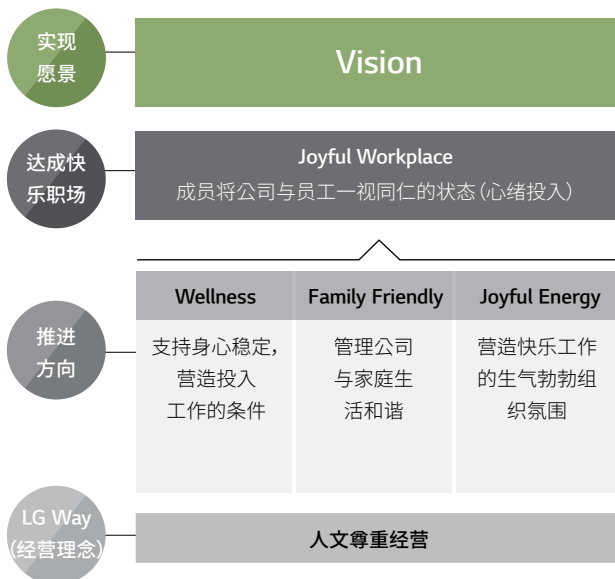 实现
愿景
Vision
达成快
乐职场
Joyful Workplace
成员将公司与员工一视同仁的状态(心绪投入)
推进
方向
Wellness
支持身心稳定，
营造投入
工作的条件
Family Friendly
管理公司
与家庭生
活和谐
Joyful Energy
营造快乐工作
的生气勃勃组
织氛围
LG Way
(经营理念)
人文尊重经营